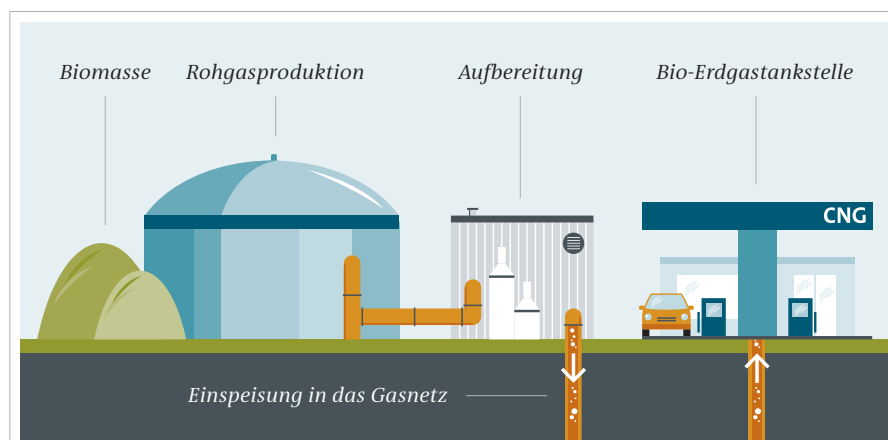 Biomasse
Rohgasproduktion
Aufbereitung
Bio-Erdgastankstelle
CNG
Einspeisung in das Gasnetz